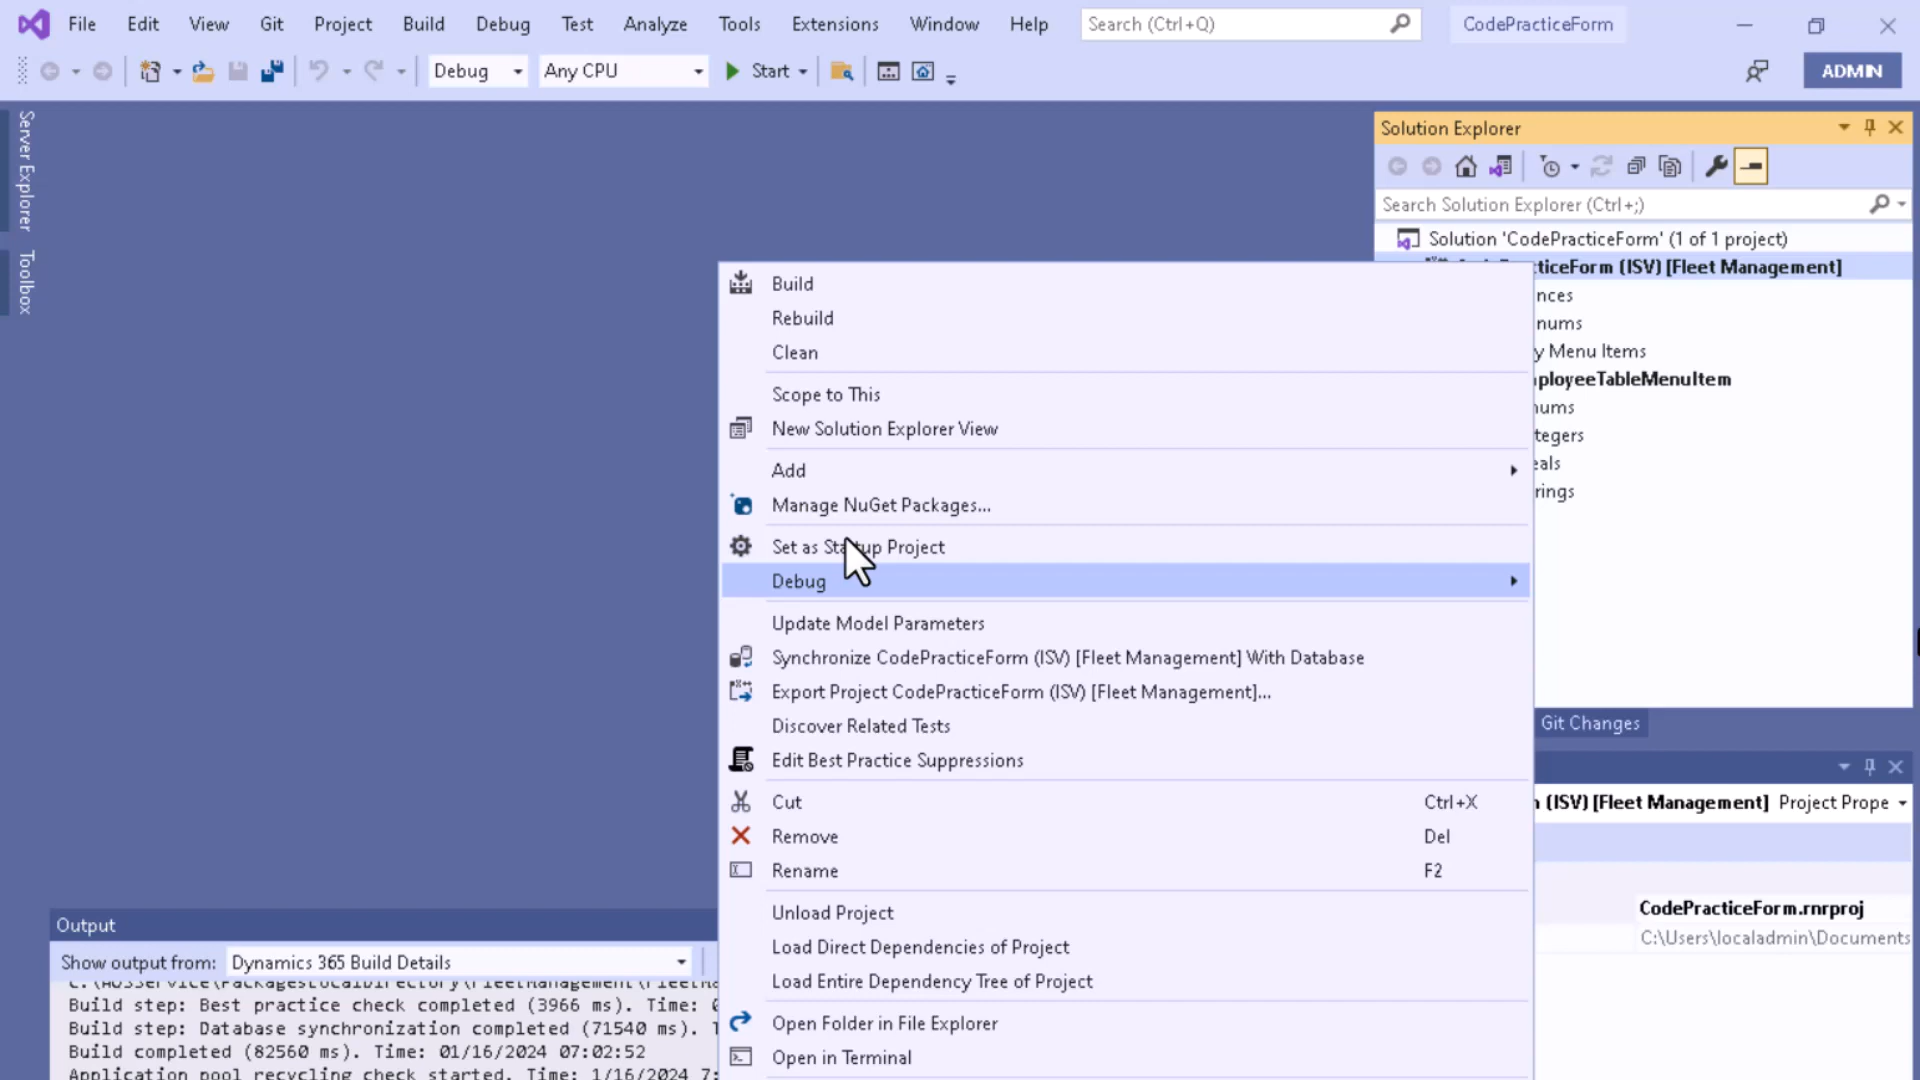 File Edit View Git Project Build Debug Test Analyze Tools Extensions Window Help Search (Ctrl+Q) CodePracticeForm
Debug Any CPU Start ADMIN
Server Explorer
Toolbox
Solution Explorer
Search Solution Explorer (Ctrl+;)
Solution 'CodePracticeForm' (1 of 1 project)
ticeForm (ISV) [Fleet Management]
nces
nums
y Menu Items
ployeeTableMenuItem
nums
tegers
eals
rings
Build
Rebuild
Clean
Scope to This
New Solution Explorer View
Add
Manage NuGet Packages...
Set as Startup Project
Debug
Update Model Parameters
Synchronize CodePracticeForm (ISV) [Fleet Management] With Database
Export Project CodePracticeForm (ISV) [Fleet Management]...
Discover Related Tests
Edit Best Practice Suppressions
Cut Ctrl+X
Remove Del
Rename F2
Unload Project
Load Direct Dependencies of Project
Load Entire Dependency Tree of Project
Open Folder in File Explorer
Open in Terminal
Git Changes
(ISV) [Fleet Management] Project Prope
CodePracticeForm.rnrproj
C:\Users\localadmin\Documents
Output
Show output from: Dynamics 365 Build Details
Build step: Best practice check completed (3966 ms). Time:
Build step: Database synchronization completed (71540 ms).
Build completed (82560 ms). Time: 01/16/2024 07:02:52
Application pool recycling check started. Time: 1/16/2024 7: